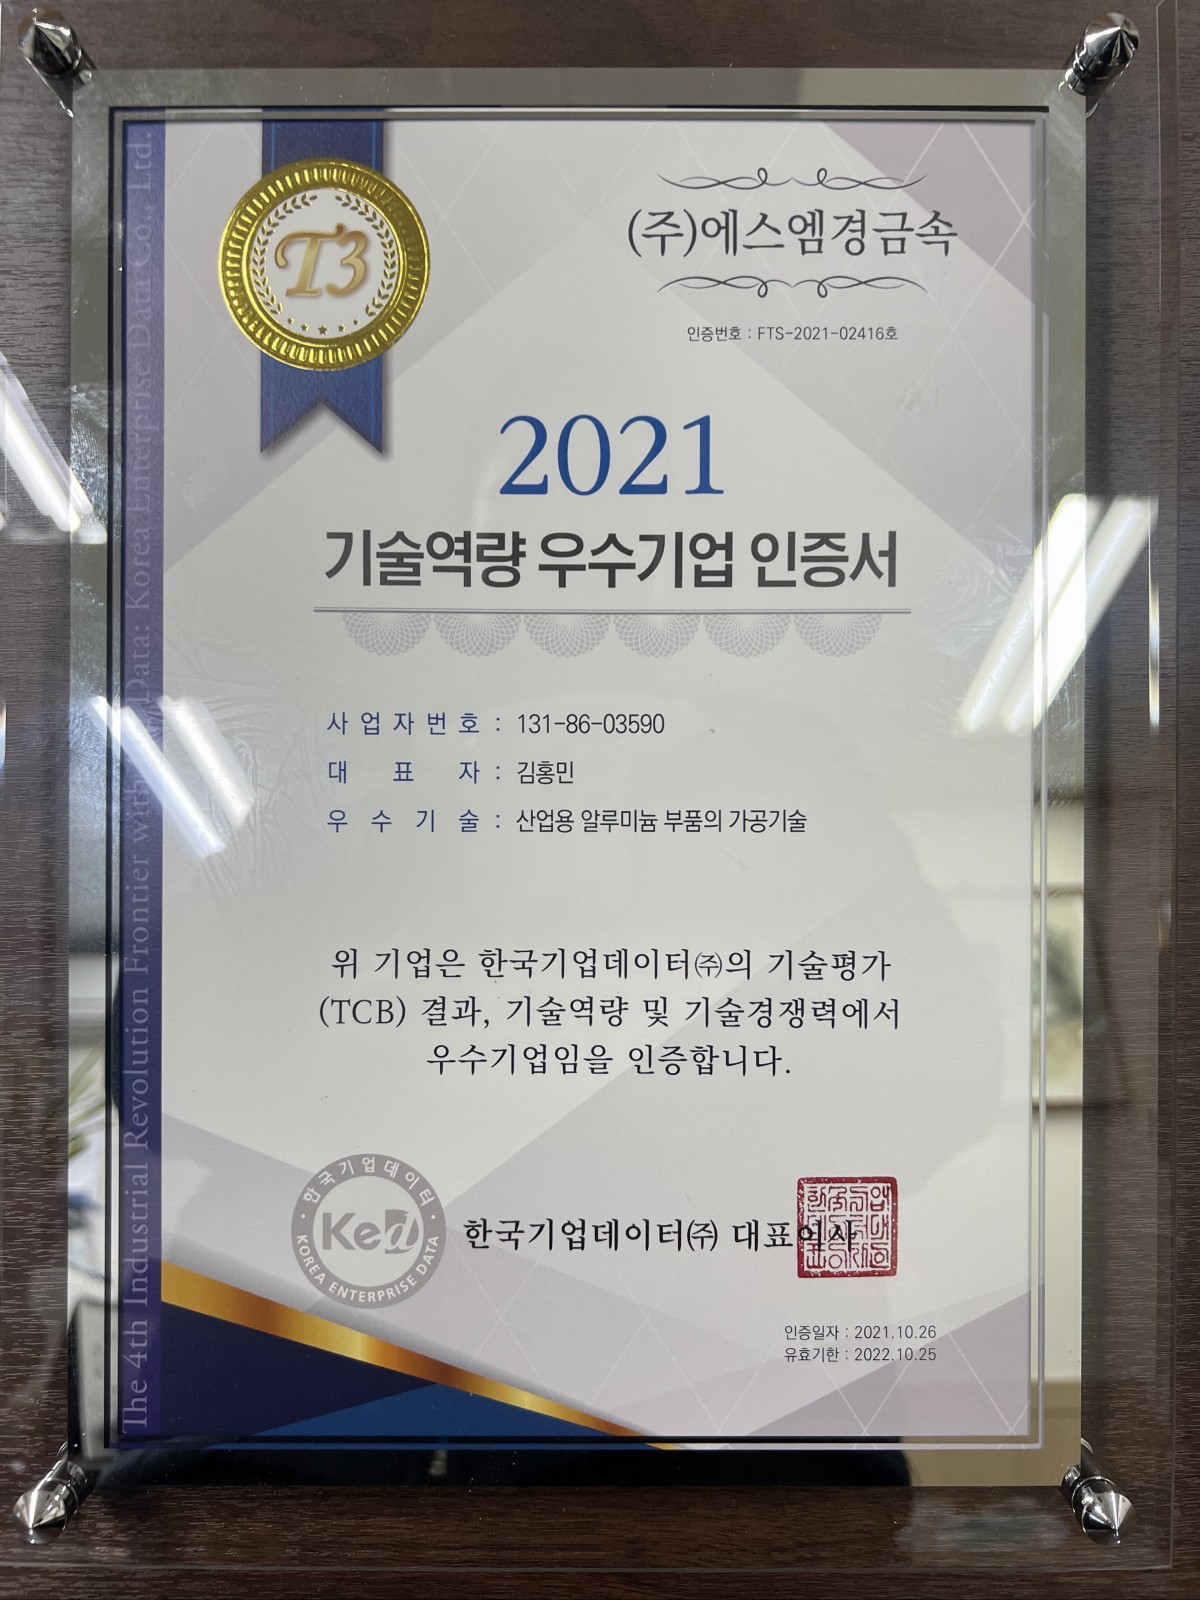 T3
(주)에스엠경금속
인증번호 : FTS-2021-02416호
2021
기술역량 우수기업 인증서
사업자번호 : 131-86-03590
대표자 : 김홍민
우수기술 : 산업용 알루미늄 부품의 가공기술
위 기업은 한국기업데이터㈜의 기술평가
(TCB) 결과, 기술역량 및 기술경쟁력에서
우수기업임을 인증합니다.
한국기업데이터
Ked
KOREA ENTERPRISE DATA
한국기업데이터㈜ 대표이사
인증일자 : 2021.10.26
유효기한 : 2022.10.25
The 4th Industrial Revolution Frontier with Data: Korea Enterprise Data Co., Ltd.